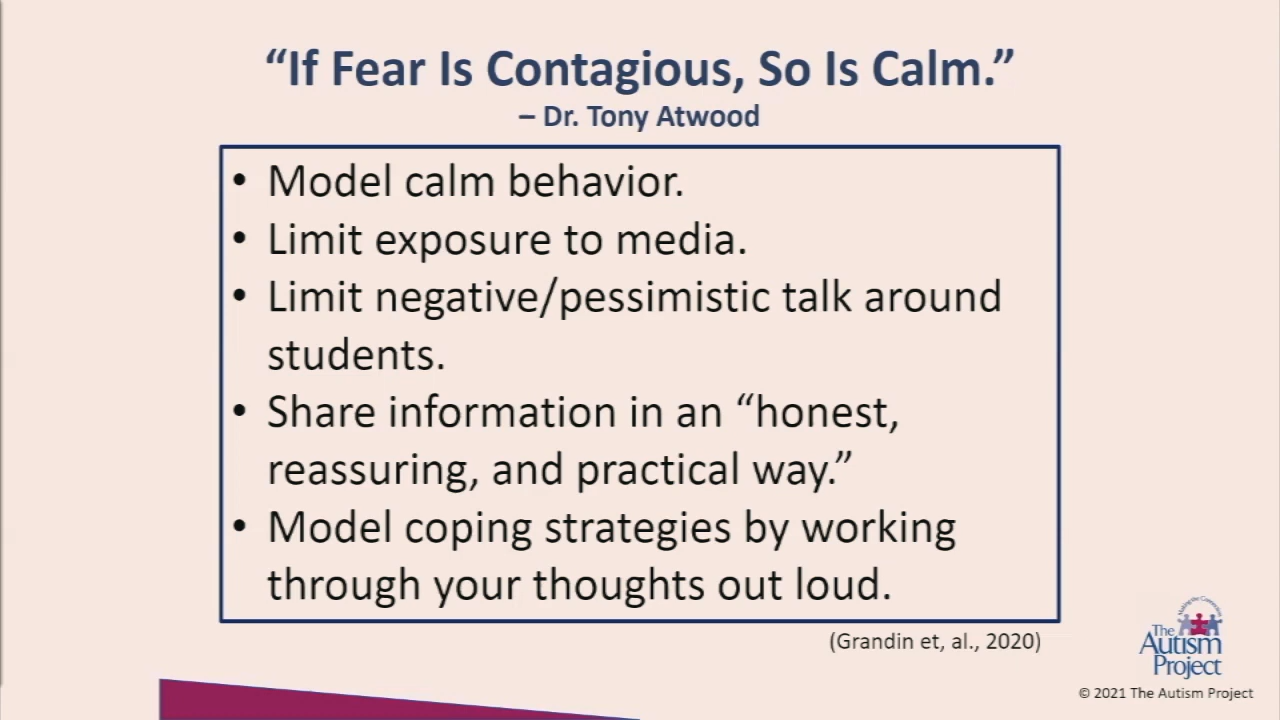 “If Fear Is Contagious, So Is Calm.”
– Dr. Tony Atwood
• Model calm behavior.
• Limit exposure to media.
• Limit negative/pessimistic talk around
students.
• Share information in an “honest,
reassuring, and practical way.”
• Model coping strategies by working
through your thoughts out loud.
(Grandin et, al., 2020)
The
Autism
Project
© 2021 The Autism Project